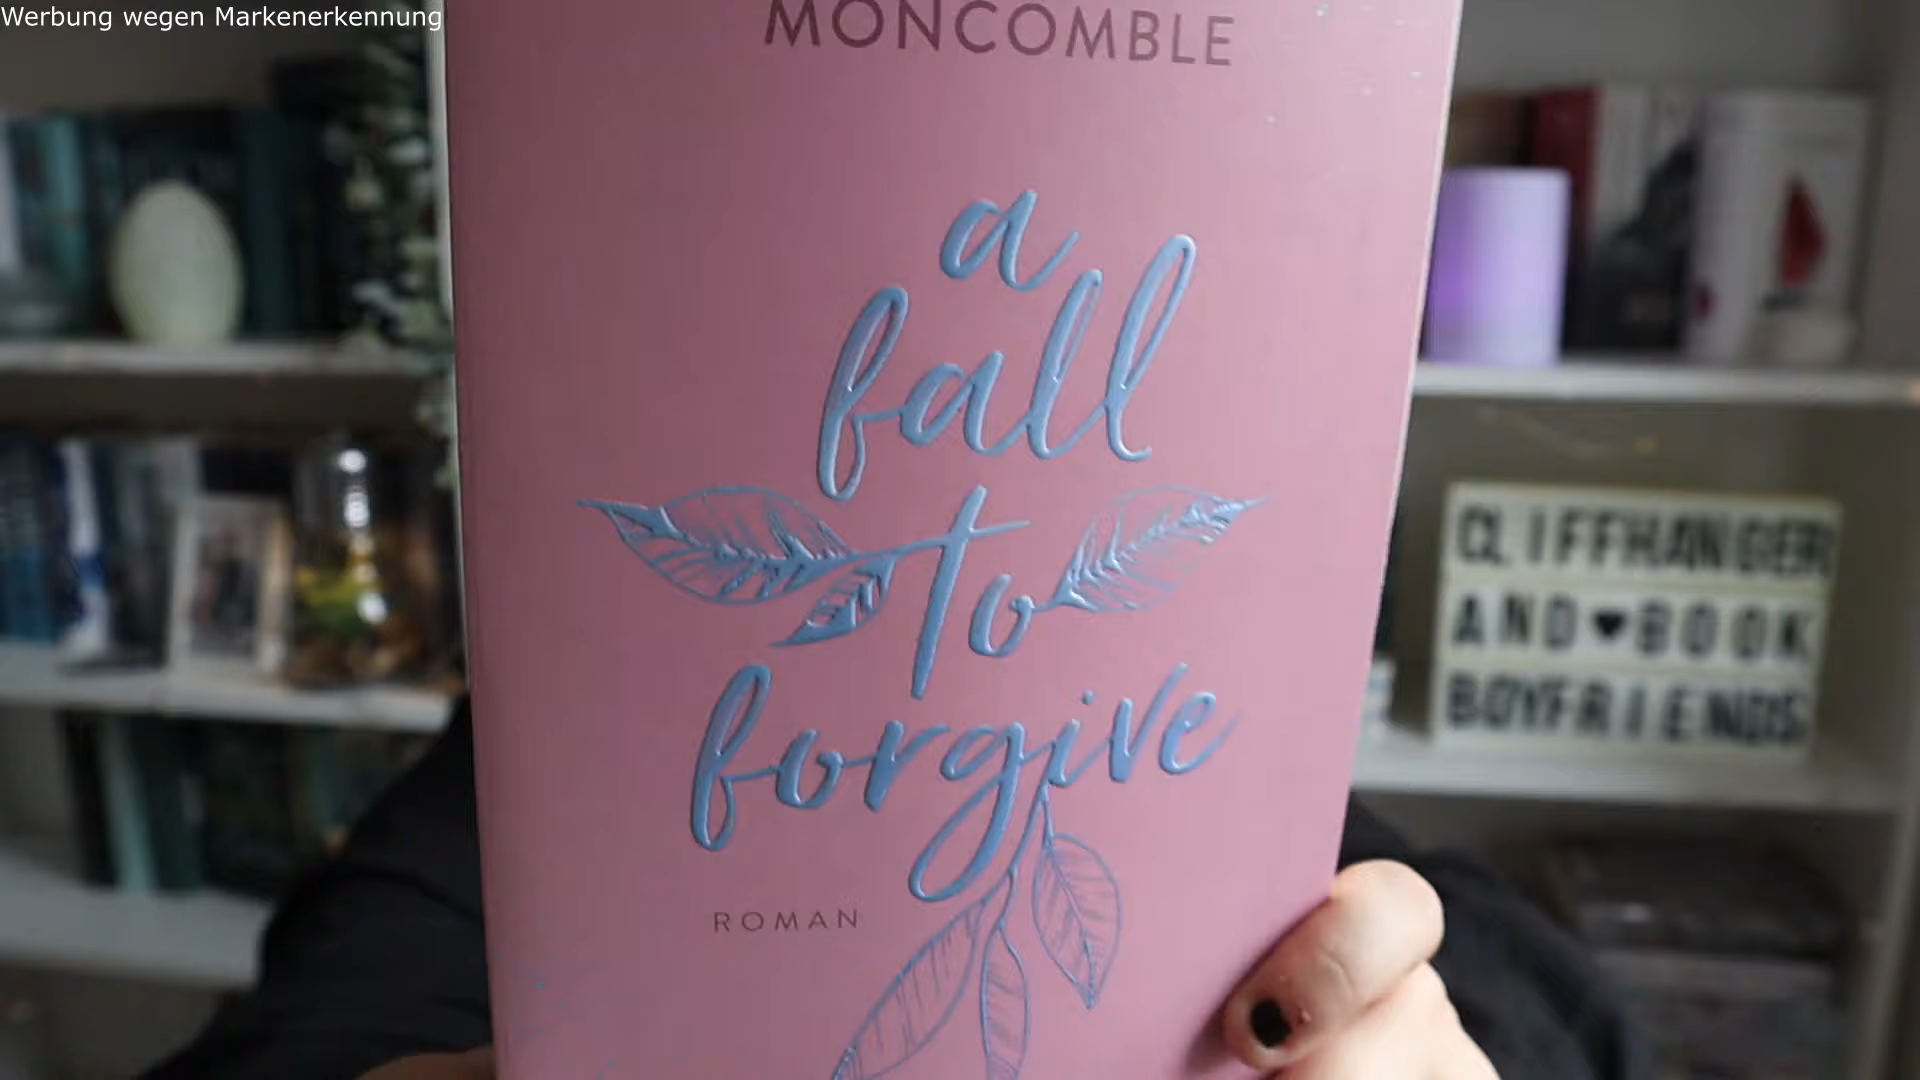 Werbung wegen Markenerkennung
MONCOMBLE
a
fall
to
forgive
ROMAN
CLIFFHANGER
AND♥BOOK
BOYFRIENDS